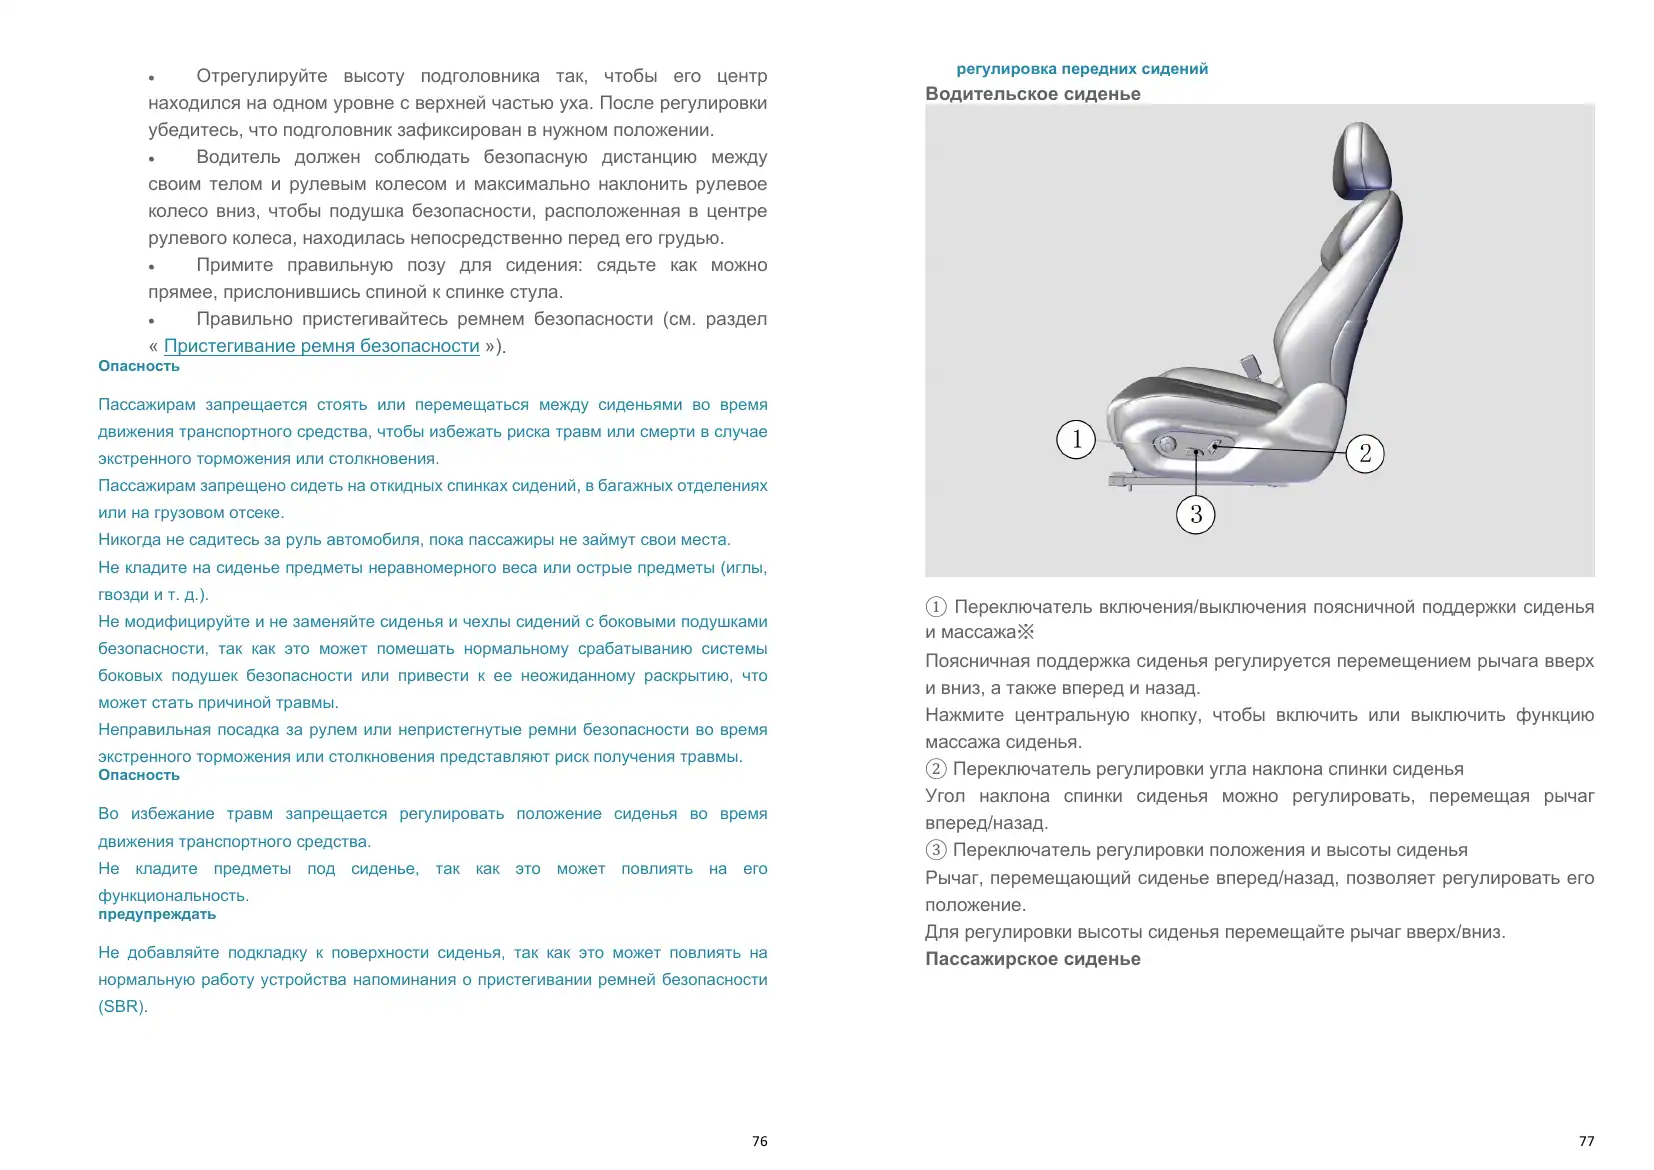 • Отрегулируйте высоту подголовника так, чтобы его центр
находился на одном уровне с верхней частью уха. После регулировки
убедитесь, что подголовник зафиксирован в нужном положении.
• Водитель должен соблюдать безопасную дистанцию между
своим телом и рулевым колесом и максимально наклонить рулевое
колесо вниз, чтобы подушка безопасности, расположенная в центре
рулевого колеса, находилась непосредственно перед его грудью.
• Примите правильную позу для сидения: сядьте как можно
прямее, прислонившись спиной к спинке стула.
• Правильно пристегивайтесь ремнем безопасности (см. раздел
« Пристегивание ремня безопасности »).
Опасность
Пассажирам запрещается стоять или перемещаться между сиденьями во время
движения транспортного средства, чтобы избежать риска травм или смерти в случае
экстренного торможения или столкновения.
Пассажирам запрещено сидеть на откидных спинках сидений, в багажных отделениях
или на грузовом отсеке.
Никогда не садитесь за руль автомобиля, пока пассажиры не займут свои места.
Не кладите на сиденье предметы неравномерного веса или острые предметы (иглы,
гвозди и т. д.).
Не модифицируйте и не заменяйте сиденья и чехлы сидений с боковыми подушками
безопасности, так как это может помешать нормальному срабатыванию системы
боковых подушек безопасности или привести к ее неожиданному раскрытию, что
может стать причиной травмы.
Неправильная посадка за рулем или непристегнутые ремни безопасности во время
экстренного торможения или столкновения представляют риск получения травмы.
Опасность
Во избежание травм запрещается регулировать положение сиденья во время
движения транспортного средства.
Не кладите предметы под сиденье, так как это может повлиять на его
функциональность.
предупреждать
Не добавляйте подкладку к поверхности сиденья, так как это может повлиять на
нормальную работу устройства напоминания о пристегивании ремней безопасности
(SBR).
76
регулировка передних сидений
Водительское сиденье
1
2
3
① Переключатель включения/выключения поясничной поддержки сиденья
и массажа※
Поясничная поддержка сиденья регулируется перемещением рычага вверх
и вниз, а также вперед и назад.
Нажмите центральную кнопку, чтобы включить или выключить функцию
массажа сиденья.
② Переключатель регулировки угла наклона спинки сиденья
Угол наклона спинки сиденья можно регулировать, перемещая рычаг
вперед/назад.
③ Переключатель регулировки положения и высоты сиденья
Рычаг, перемещающий сиденье вперед/назад, позволяет регулировать его
положение.
Для регулировки высоты сиденья перемещайте рычаг вверх/вниз.
Пассажирское сиденье
77